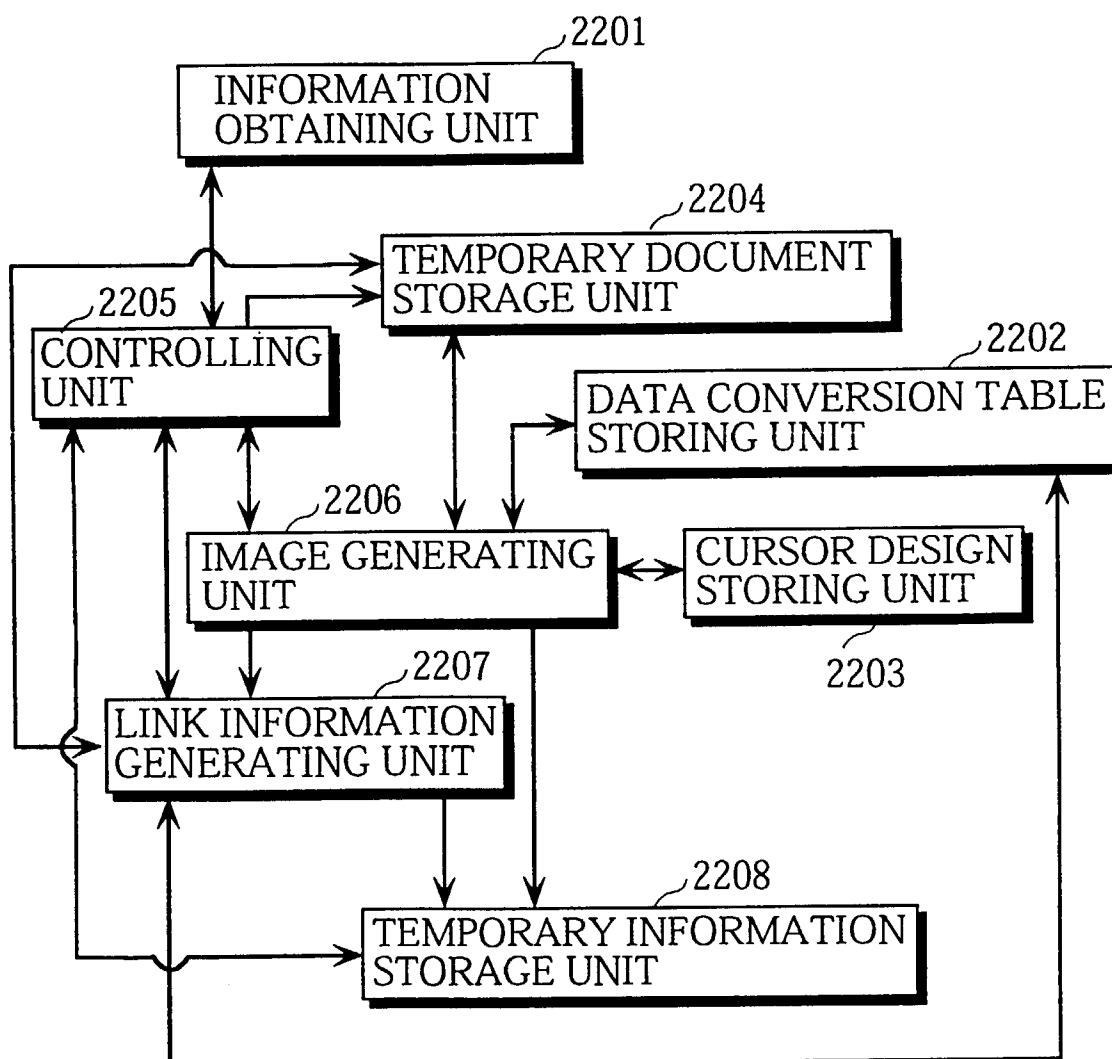 2201
INFORMATION
OBTAINING UNIT
2204
TEMPORARY DOCUMENT
STORAGE UNIT
2205
CONTROLLING
UNIT
2202
DATA CONVERSION TABLE
STORING UNIT
2206
IMAGE GENERATING
UNIT
CURSOR DESIGN
STORING UNIT
2203
2207
LINK INFORMATION
GENERATING UNIT
2208
TEMPORARY INFORMATION
STORAGE UNIT